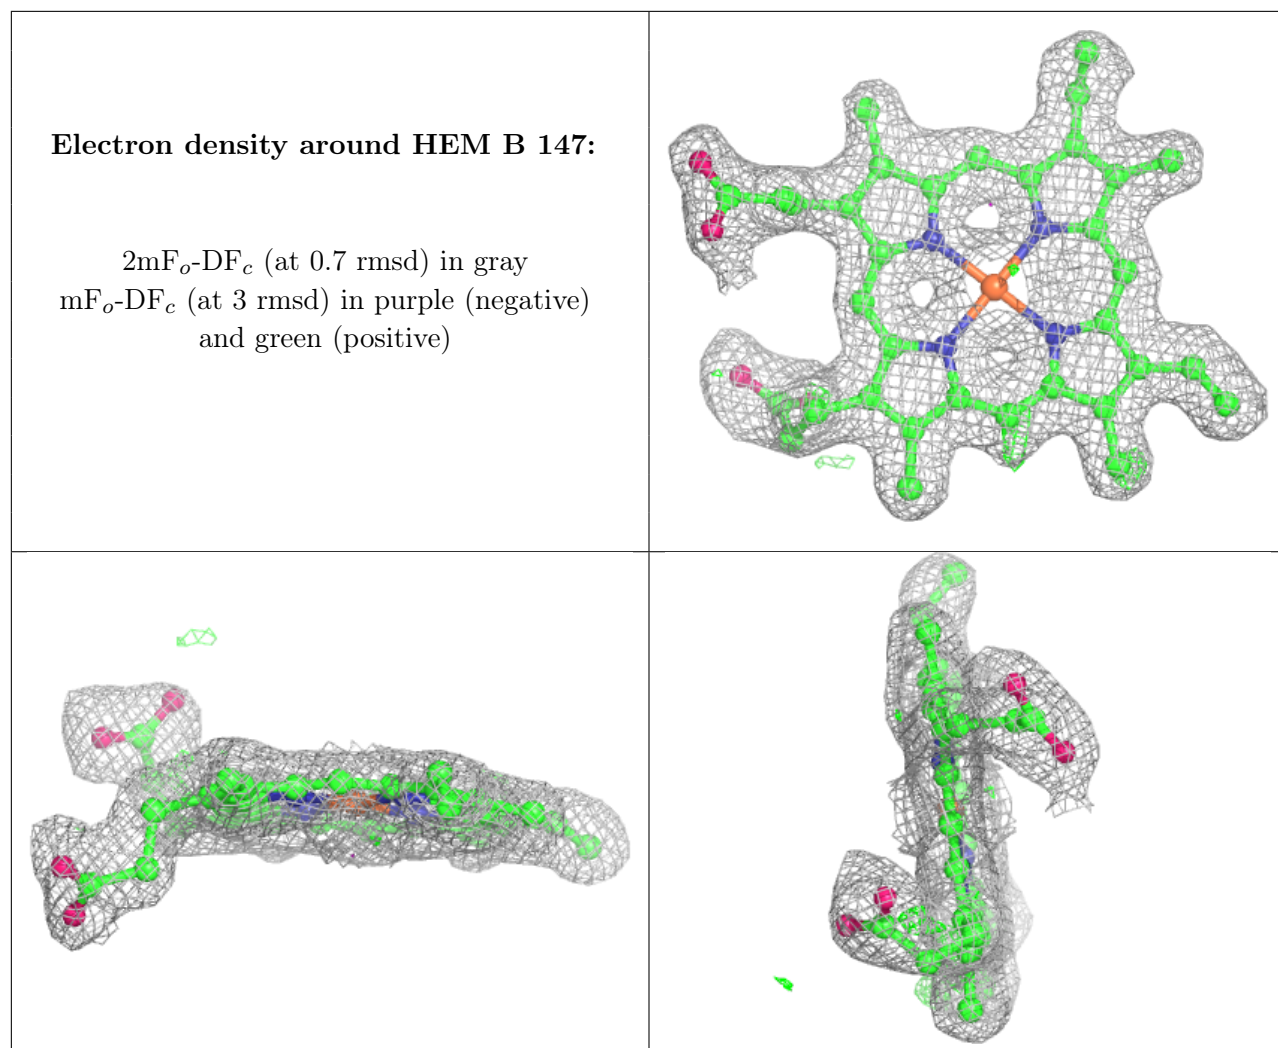 Electron density around HEM B 147:
2mFₒ-DF𝒸 (at 0.7 rmsd) in gray
mFₒ-DF𝒸 (at 3 rmsd) in purple (negative)
and green (positive)